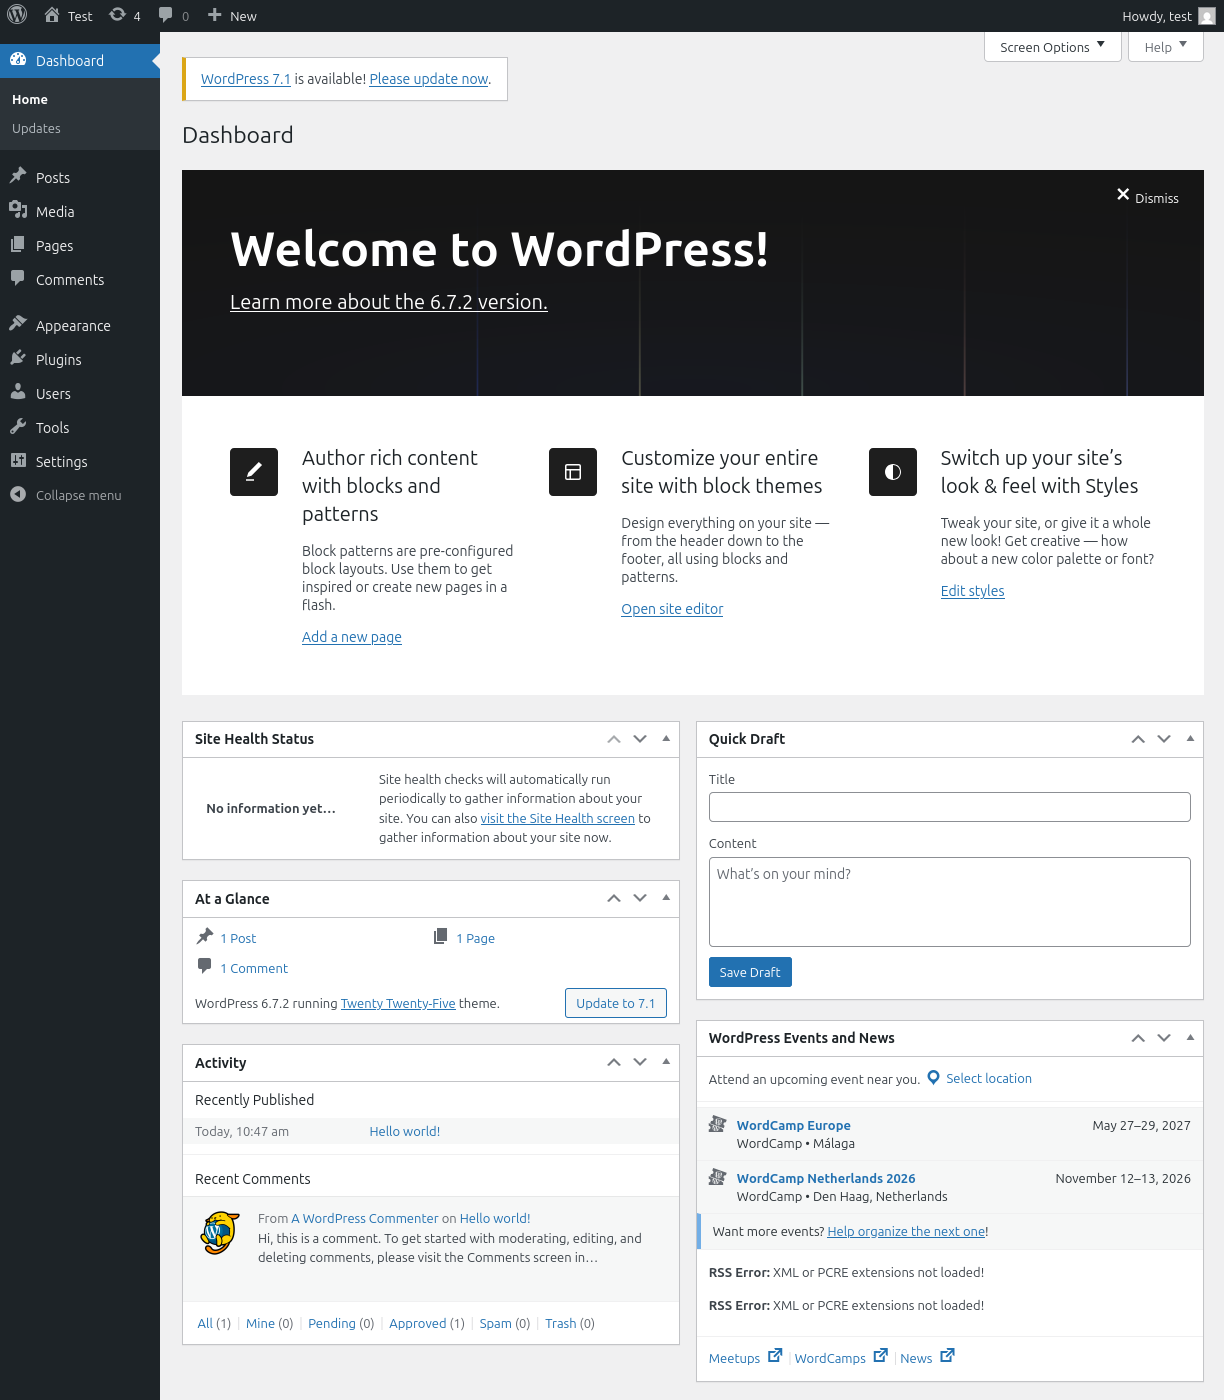 Test
4
0
New
Howdy, test
Dashboard
Home
Updates
Posts
Media
Pages
Comments
Appearance
Plugins
Users
Tools
Settings
Collapse menu
Screen Options
Help
WordPress 7.1 is available! Please update now.
Dashboard
Dismiss
Welcome to WordPress!
Learn more about the 6.7.2 version.
Author rich content
with blocks and
patterns
Block patterns are pre-configured
block layouts. Use them to get
inspired or create new pages in a
flash.
Add a new page
Customize your entire
site with block themes
Design everything on your site —
from the header down to the
footer, all using blocks and
patterns.
Open site editor
Switch up your site’s
look & feel with Styles
Tweak your site, or give it a whole
new look! Get creative — how
about a new color palette or font?
Edit styles
Site Health Status
No information yet…
Site health checks will automatically run
periodically to gather information about your
site. You can also visit the Site Health screen to
gather information about your site now.
At a Glance
1 Post
1 Page
1 Comment
WordPress 6.7.2 running Twenty Twenty-Five theme.
Update to 7.1
Activity
Recently Published
Today, 10:47 am
Hello world!
Recent Comments
From A WordPress Commenter on Hello world!
Hi, this is a comment. To get started with moderating, editing, and
deleting comments, please visit the Comments screen in…
All (1) | Mine (0) | Pending (0) | Approved (1) | Spam (0) | Trash (0)
Quick Draft
Title
Content
What’s on your mind?
Save Draft
WordPress Events and News
Attend an upcoming event near you. Select location
WordCamp Europe
May 27–29, 2027
WordCamp • Málaga
WordCamp Netherlands 2026
November 12–13, 2026
WordCamp • Den Haag, Netherlands
Want more events? Help organize the next one!
RSS Error: XML or PCRE extensions not loaded!
RSS Error: XML or PCRE extensions not loaded!
Meetups | WordCamps | News